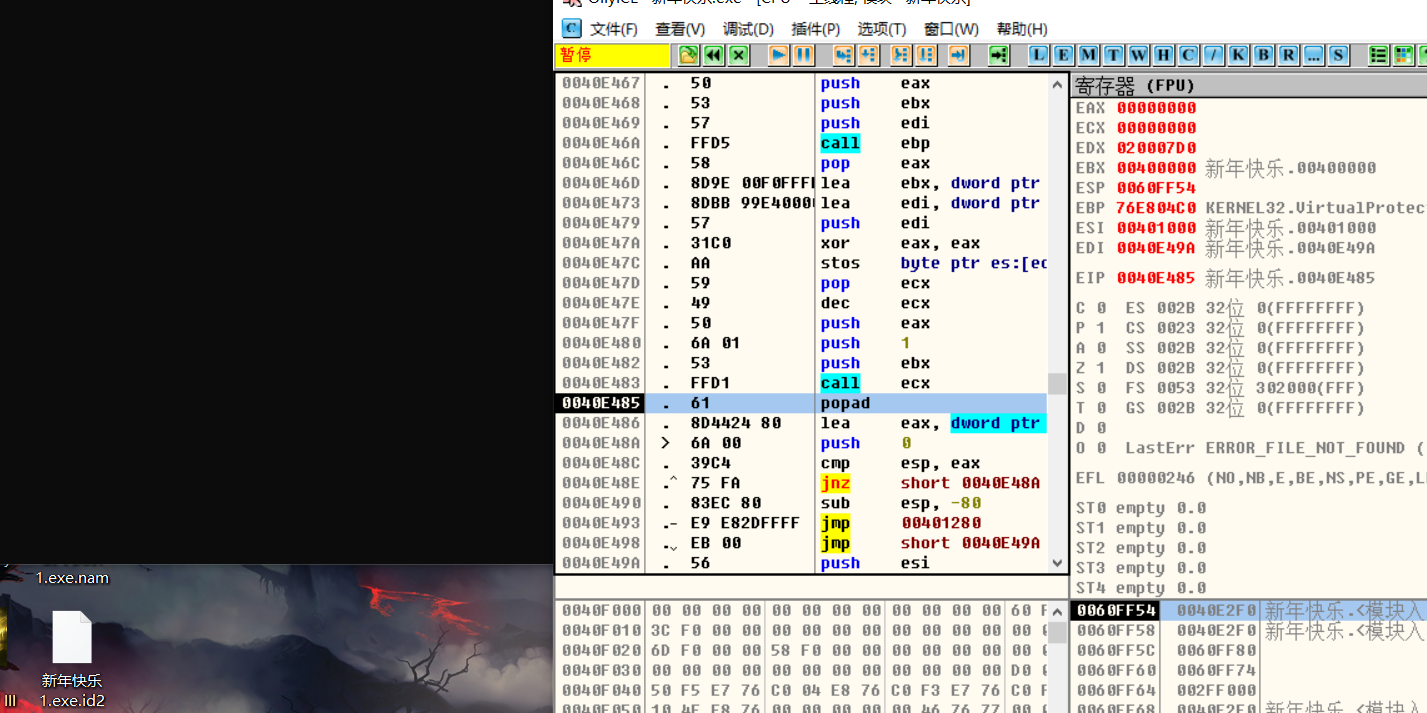 文件(F) 查看(V) 调试(D) 插件(P) 选项(T) 窗口(W) 帮助(H)
暂停 L E M T W H C / K B R ... S
0040E467 . 50 push eax
0040E468 . 53 push ebx
0040E469 . 57 push edi
0040E46A . FFD5 call ebp
0040E46C . 58 pop eax
0040E46D . 8D9E 00F0FFF lea ebx, dword ptr
0040E473 . 8DBB 99E4000 lea edi, dword ptr
0040E479 . 57 push edi
0040E47A . 31C0 xor eax, eax
0040E47C . AA stos byte ptr es:[e
0040E47D . 59 pop ecx
0040E47E . 49 dec ecx
0040E47F . 50 push eax
0040E480 . 6A 01 push 1
0040E482 . 53 push ebx
0040E483 . FFD1 call ecx
0040E485 . 61 popad
0040E486 . 8D4424 80 lea eax, dword ptr
0040E48A > 6A 00 push 0
0040E48C . 39C4 cmp esp, eax
0040E48E .^ 75 FA jnz short 0040E48A
0040E490 . 83EC 80 sub esp, -80
0040E493 .- E9 E82DFFFF jmp 00401280
0040E498 .⌄ EB 00 jmp short 0040E49A
0040E49A . 56 push esi
寄存器 (FPU)
EAX 00000000
ECX 00000000
EDX 020007D0
EBX 00400000 新年快乐.00400000
ESP 0060FF54
EBP 76E804C0 KERNEL32.VirtualProtec
ESI 00401000 新年快乐.00401000
EDI 0040E49A 新年快乐.0040E49A
EIP 0040E485 新年快乐.0040E485
C 0 ES 002B 32位 0(FFFFFFFF)
P 1 CS 0023 32位 0(FFFFFFFF)
A 0 SS 002B 32位 0(FFFFFFFF)
Z 1 DS 002B 32位 0(FFFFFFFF)
S 0 FS 0053 32位 302000(FFF)
T 0 GS 002B 32位 0(FFFFFFFF)
D 0
O 0 LastErr ERROR_FILE_NOT_FOUND (
EFL 00000246 (NO,NB,E,BE,NS,PE,GE,L
ST0 empty 0.0
ST1 empty 0.0
ST2 empty 0.0
ST3 empty 0.0
ST4 empty 0.0
0040F000 00 00 00 00 00 00 00 00 00 00 00 00 60
0040F010 3C F0 00 00 00 00 00 00 00 00 00 00 00
0040F020 6D F0 00 00 58 F0 00 00 00 00 00 00 00
0040F030 00 00 00 00 00 00 00 00 00 00 00 00 D0
0040F040 50 F5 E7 76 C0 04 E8 76 C0 F3 E7 76 C0
0060FF54 0040E2F0 新年快乐.<模块入
0060FF58 0040E2F0 新年快乐.<模块入
0060FF5C 0060FF80
0060FF60 0060FF74
0060FF64 002FF000
0060FF68 0040E2F0 新年快乐.<模块入
1.exe.nam
新年快乐
1.exe.id2